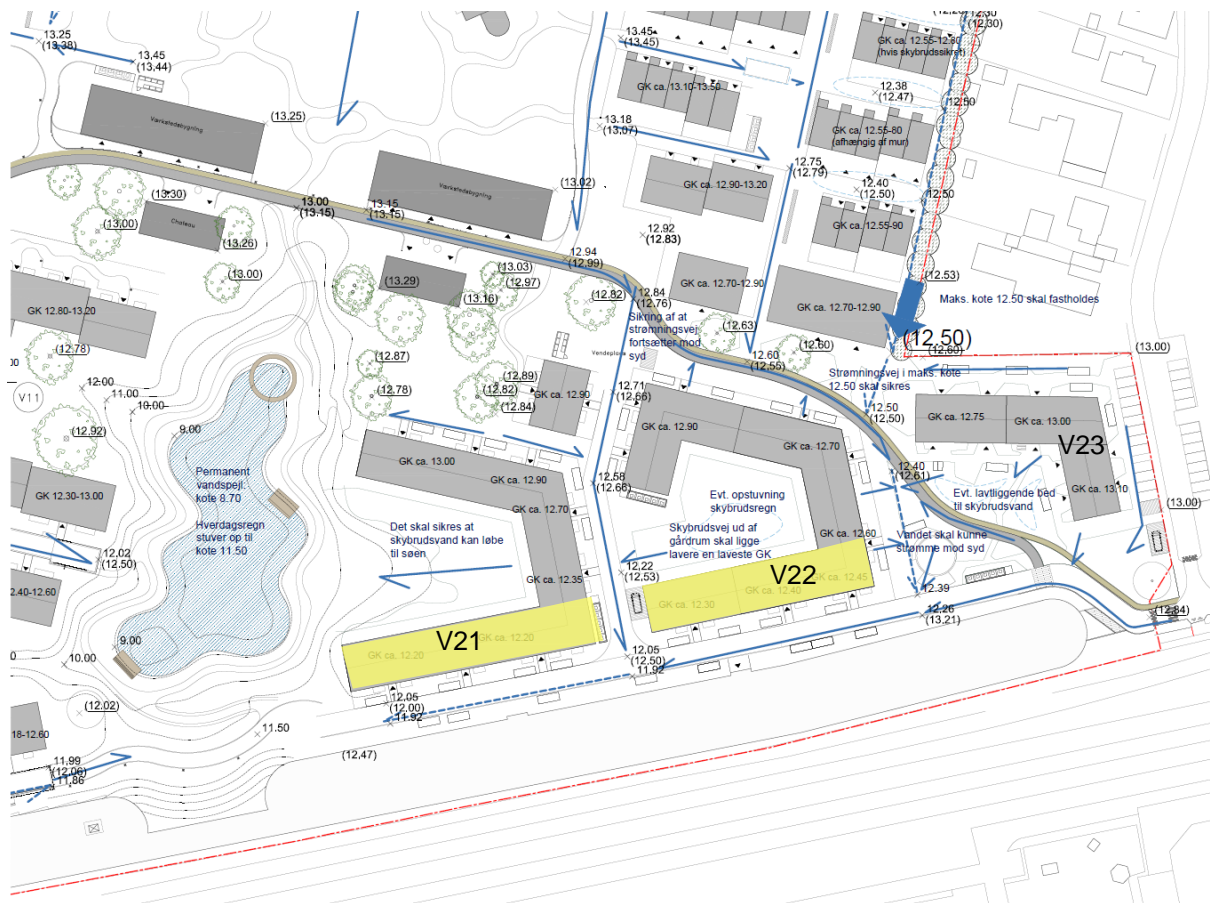 13.25
(13.38)
13.45
(13.44)
13.45
(13.45)
GK ca. 12.55-12.80
(hvis skybrudssikret)
12.30
(12.30)
GK ca. 13.10-13.50
12.38
(12.47)
12.50
Værkstedsbygning
(13.25)
13.18
(13.07)
GK ca. 12.55-80
(afhængig af mur)
Værkstedsbygning
(13.02)
12.75
(12.79)
GK ca. 12.90-13.20
12.40
(12.50)
12.50
(13.30)
13.00
(13.15)
13.15
(13.15)
(13.00)
Chateau
(13.26)
12.92
(12.83)
GK ca. 12.55-90
12.94
(12.99)
(13.00)
(13.29)
(13.03)
(12.97)
(13.16)
(12.82)
12.84
(12.76)
GK ca. 12.70-12.90
GK ca. 12.70-12.90
(12.53)
Maks. kote 12.50 skal fastholdes
GK 12.80-13.20
Sikring af at
strømningsvej
fortsætter mod
syd
(12.63)
(12.60)
(12.50)
(12.60)
(13.00)
(12.78)
(12.87)
Vendeplads
12.60
(12.55)
Strømningsvej i maks. kote
12.50 skal sikres
00
V11
12.00
11.00
10.00
(12.78)
(12.89)
(12.82)
(12.84)
GK ca. 12.90
12.71
(12.66)
12.50
(12.50)
GK ca. 12.75
GK ca. 13.00
(12.92)
9.00
GK ca. 12.90
GK ca. 12.70
V23
GK ca. 13.00
GK ca. 12.90
12.58
(12.66)
12.40
(12.61)
Permanent
vandspejl:
kote 8.70
GK 12.30-13.00
GK ca. 12.70
Evt. opstuvning
skybrudsregn
Evt. lavtliggende bed
til skybrudsvand
GK ca. 13.10
(13.00)
Hverdagsregn
stuver op til
kote 11.50
Det skal sikres at
skybrudsvand kan løbe
til søen
Skybrudsvej ud af
gårdrum skal ligge
lavere en laveste GK
GK ca. 12.60
Vandet skal kunne
strømme mod syd
12.02
(12.50)
GK ca. 12.35
12.22
(12.53)
V22
GK ca. 12.45
2.40-12.60
GK ca. 12.30
GK ca. 12.40
12.39
12.26
(13.21)
(12.84)
9.00
V21
GK ca. 12.20
GK ca. 12.20
10.00
12.05
(12.50)
11.92
(12.02)
12.05
(12.00)
11.92
18-12.60
11.50
(12.47)
11.99
(12.06)
11.86